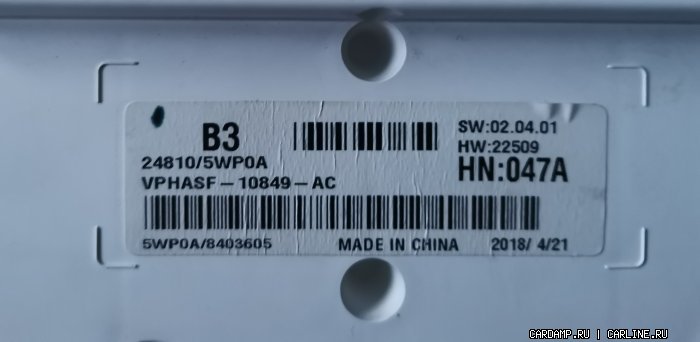 B3
SW:02.04.01
HW:22509
24810/5WP0A
HN:047A
VPHASF-10849-AC
5WP0A/8403605 MADE IN CHINA 2018/ 4/21
CARDAMP.RU | CARLINE.RU